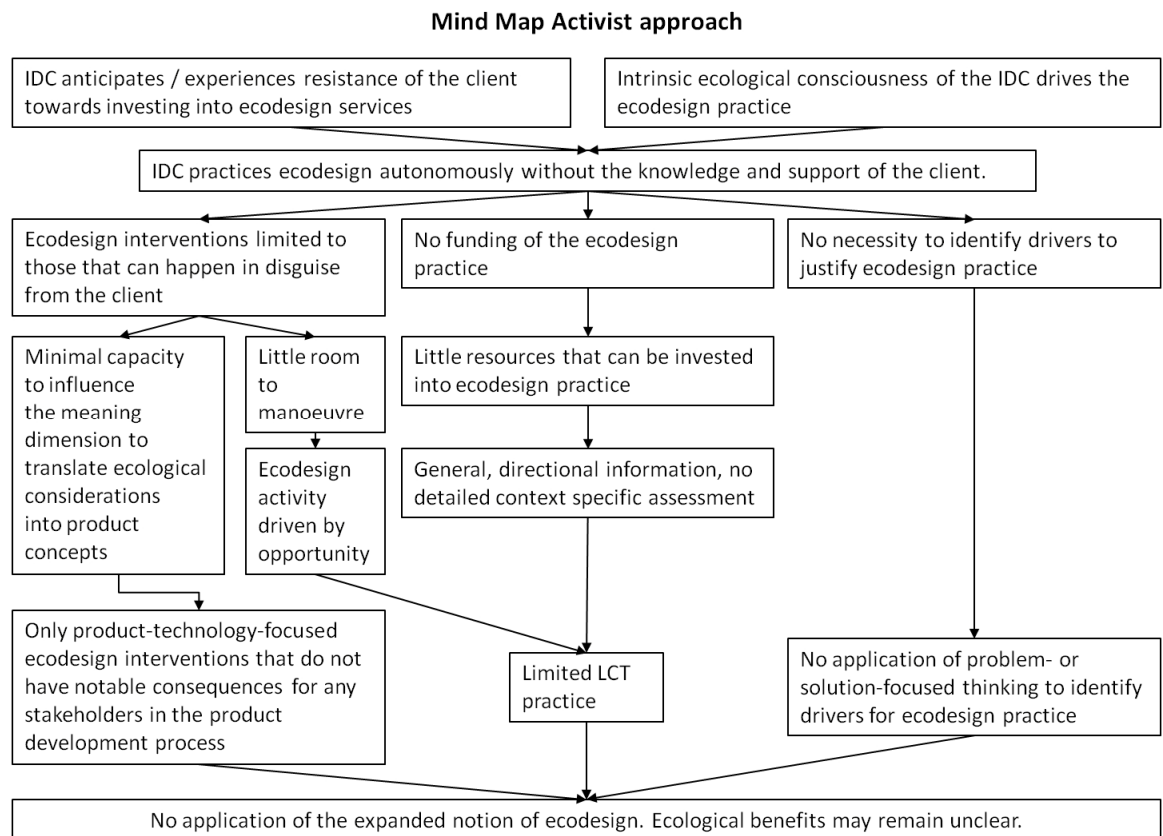 Mind Map Activist approach
IDC anticipates / experiences resistance of the client
towards investing into ecodesign services
Intrinsic ecological consciousness of the IDC drives the
ecodesign practice
IDC practices ecodesign autonomously without the knowledge and support of the client.
Ecodesign interventions limited to
those that can happen in disguise
from the client
No funding of the ecodesign
practice
No necessity to identify drivers to
justify ecodesign practice
Minimal capacity
to influence
the meaning
dimension to
translate ecological
considerations
into product
concepts
Little room
to
manoeuvre
Little resources that can be invested
into ecodesign practice
Ecodesign
activity
driven by
opportunity
General, directional information, no
detailed context specific assessment
Only product-technology-focused
ecodesign interventions that do not
have notable consequences for any
stakeholders in the product
development process
Limited LCT
practice
No application of problem- or
solution-focused thinking to identify
drivers for ecodesign practice
No application of the expanded notion of ecodesign. Ecological benefits may remain unclear.